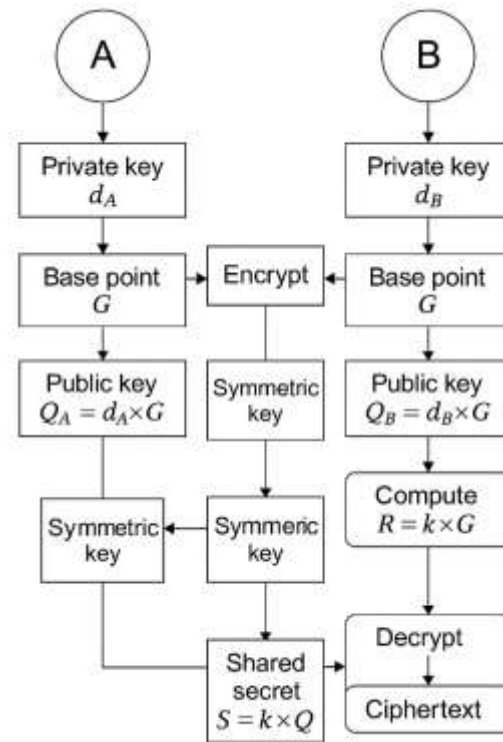 A
B
Private key
d_A
Private key
d_B
Base point
G
Encrypt
Base point
G
Public key
Q_A = d_A×G
Symmetric
key
Public key
Q_B = d_B×G
Symmetric
key
Symmeric
key
Compute
R = k×G
Shared
secret
S = k×Q
Decrypt
Ciphertext